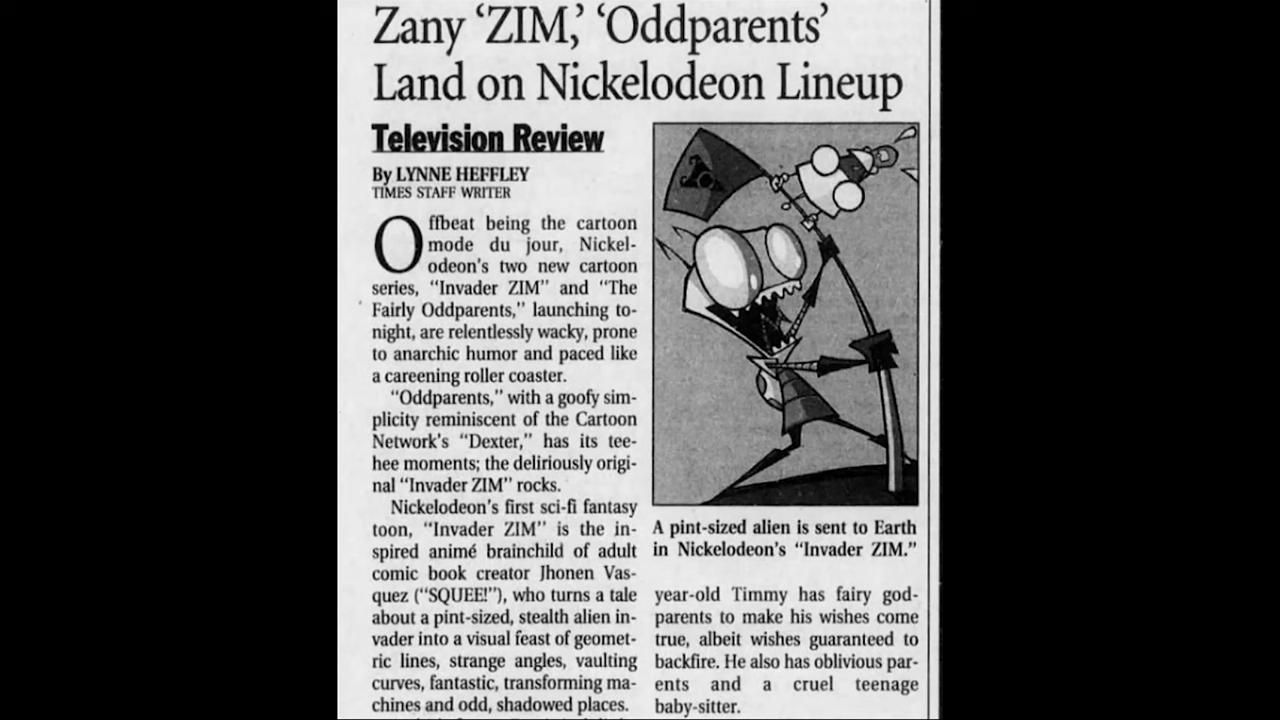 Zany ‘ZIM,’ ‘Oddparents’
Land on Nickelodeon Lineup
Television Review
By LYNNE HEFFLEY
TIMES STAFF WRITER
Offbeat being the cartoon
mode du jour, Nickel-
odeon's two new cartoon
series, “Invader ZIM” and “The
Fairly Oddparents,” launching to-
night, are relentlessly wacky, prone
to anarchic humor and paced like
a careening roller coaster.
“Oddparents,” with a goofy sim-
plicity reminiscent of the Cartoon
Network's “Dexter,” has its tee-
hee moments; the deliriously origi-
nal “Invader ZIM” rocks.
Nickelodeon's first sci-fi fantasy
toon, “Invader ZIM” is the in-
spired animé brainchild of adult
comic book creator Jhonen Vas-
quez (“SQUEE!”), who turns a tale
about a pint-sized, stealth alien in-
vader into a visual feast of geomet-
ric lines, strange angles, vaulting
curves, fantastic, transforming ma-
chines and odd, shadowed places.
A pint-sized alien is sent to Earth
in Nickelodeon's “Invader ZIM.”
year-old Timmy has fairy god-
parents to make his wishes come
true, albeit wishes guaranteed to
backfire. He also has oblivious par-
ents and a cruel teenage
baby-sitter.